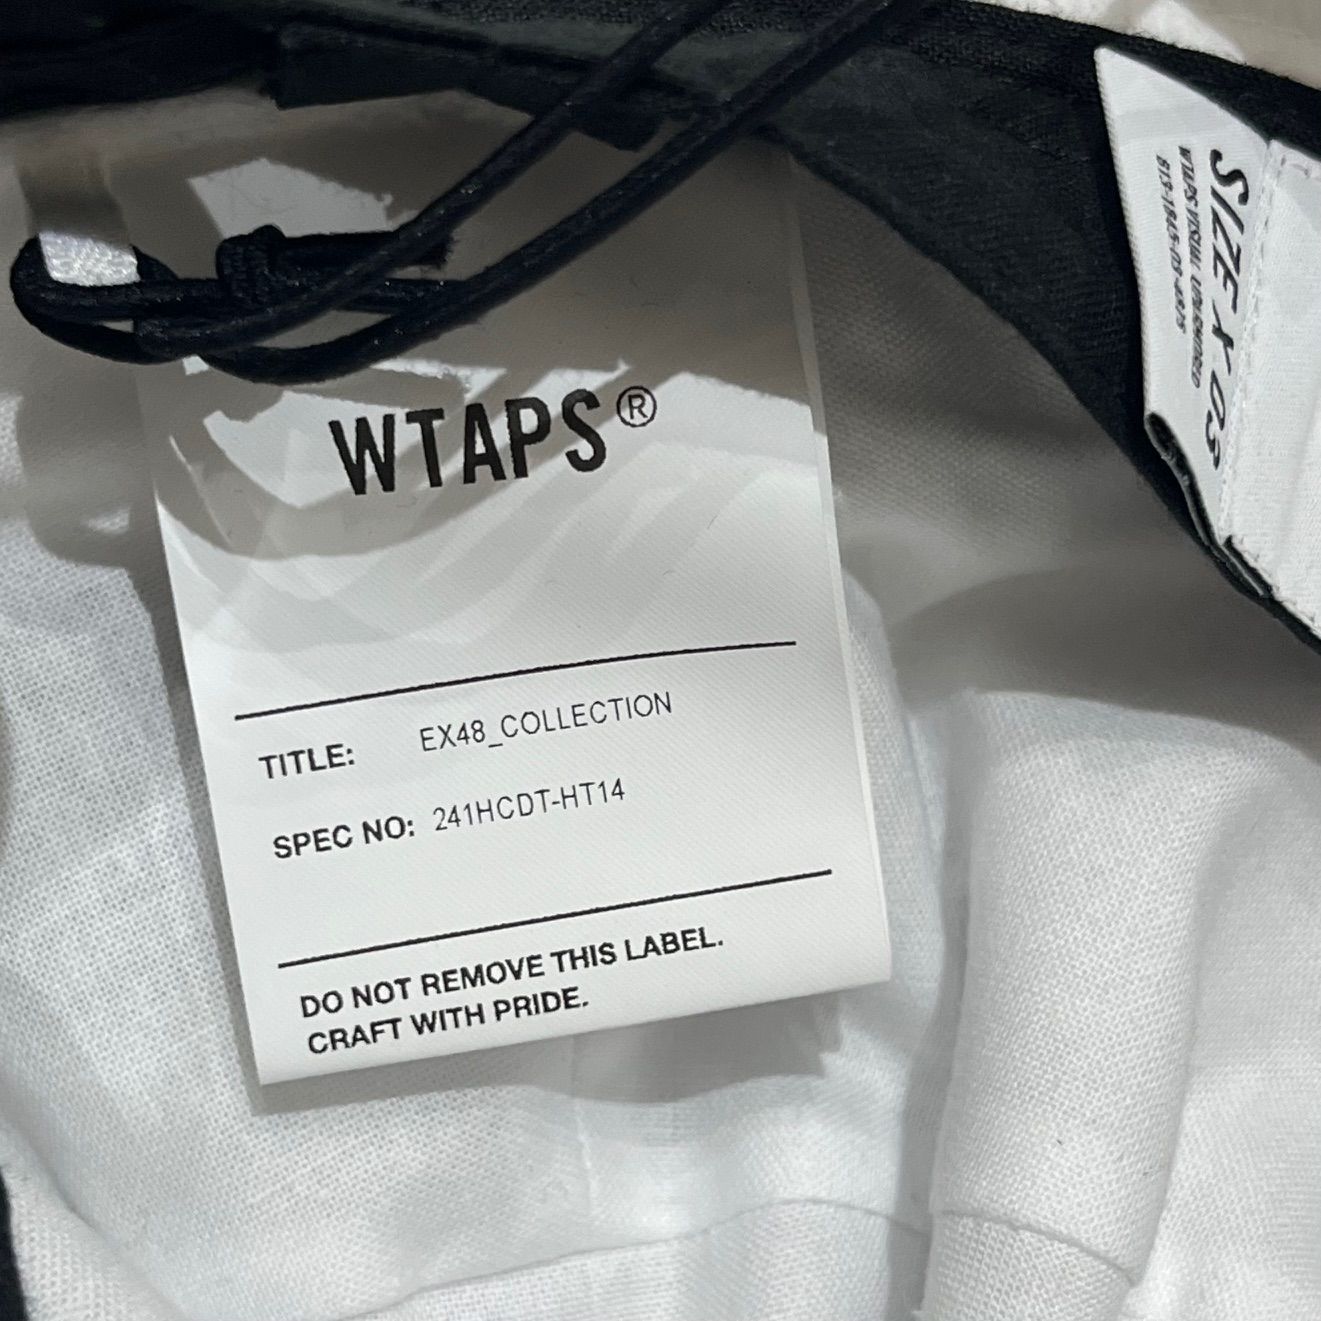 WTAPS®
TITLE: EX48_COLLECTION
SPEC NO: 241HCDT-HT14
DO NOT REMOVE THIS LABEL.
CRAFT WITH PRIDE.
SIZE X 03
WTAPS VISUAL UPARMORED